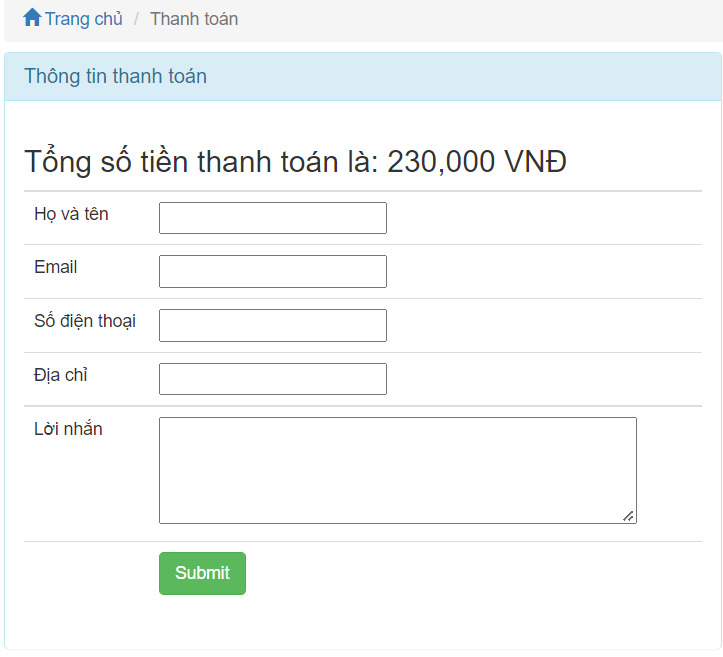 Trang chủ / Thanh toán
Thông tin thanh toán
Tổng số tiền thanh toán là: 230,000 VNĐ
Họ và tên
Email
Số điện thoại
Địa chỉ
Lời nhắn
Submit